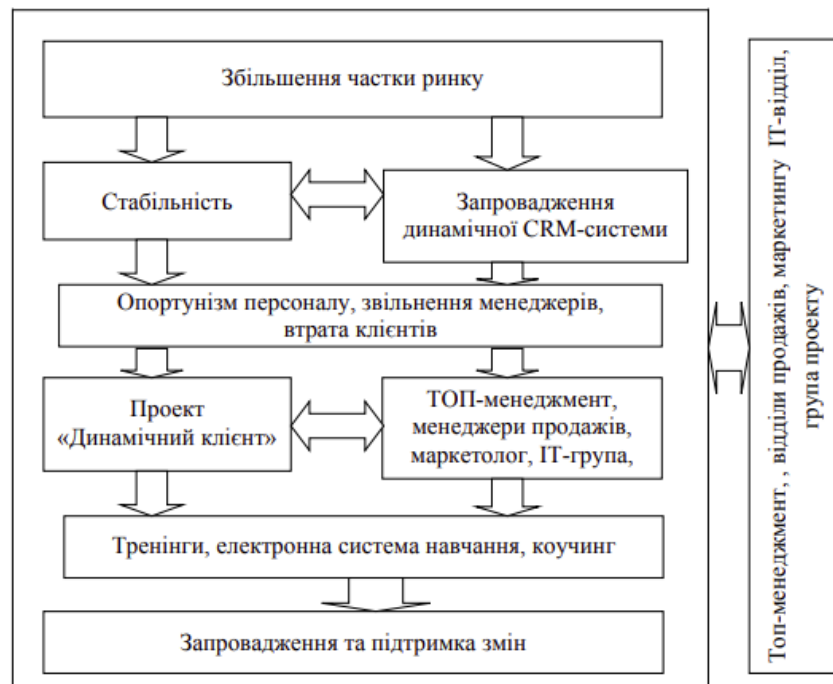 Збільшення частки ринку
Стабільність
Запровадження
динамічної CRM-системи
Опортунізм персоналу, звільнення менеджерів,
втрата клієнтів
Проект
«Динамічний клієнт»
ТОП-менеджмент,
менеджери продажів,
маркетолог, ІТ-група,
Тренінги, електронна система навчання, коучинг
Запровадження та підтримка змін
Топ-менеджмент, , відділи продажів, маркетингу ІТ-відділ,
група проекту